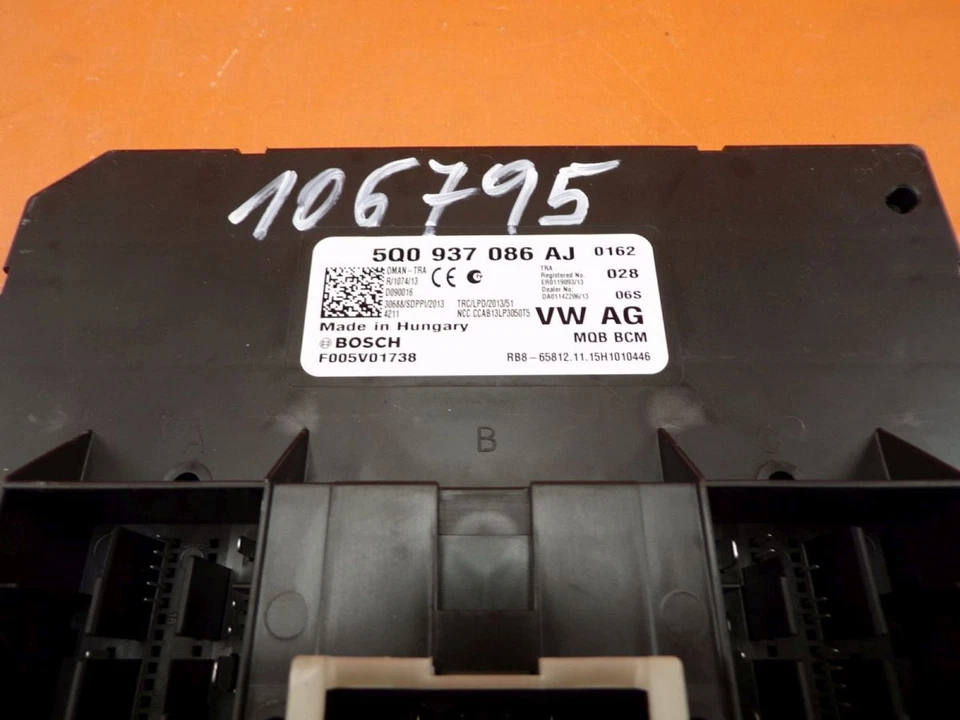 106795
5Q0 937 086 AJ 0162
OMAN-TRA
R/1074/13
D090016
30688/SDPPI/2013
4211
CE
TRC/LPD/2013/51
NCC CCAB13LP3050T5
TRA
Registered No.
ER0119093/13
Dealer No:
DA01142206/13
028
06S
Made in Hungary
VW AG
BOSCH
MQB BCM
F005V01738
RB8-65812.11.15H1010446
A
B